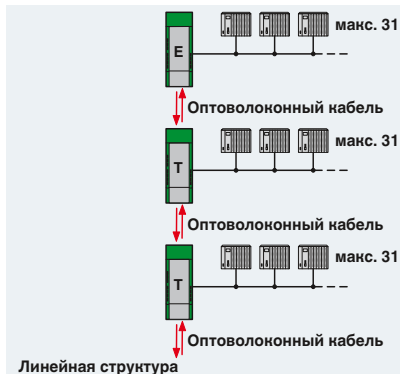 макс. 31
E
Оптоволоконный кабель
макс. 31
T
Оптоволоконный кабель
макс. 31
T
Оптоволоконный кабель
Линейная структура